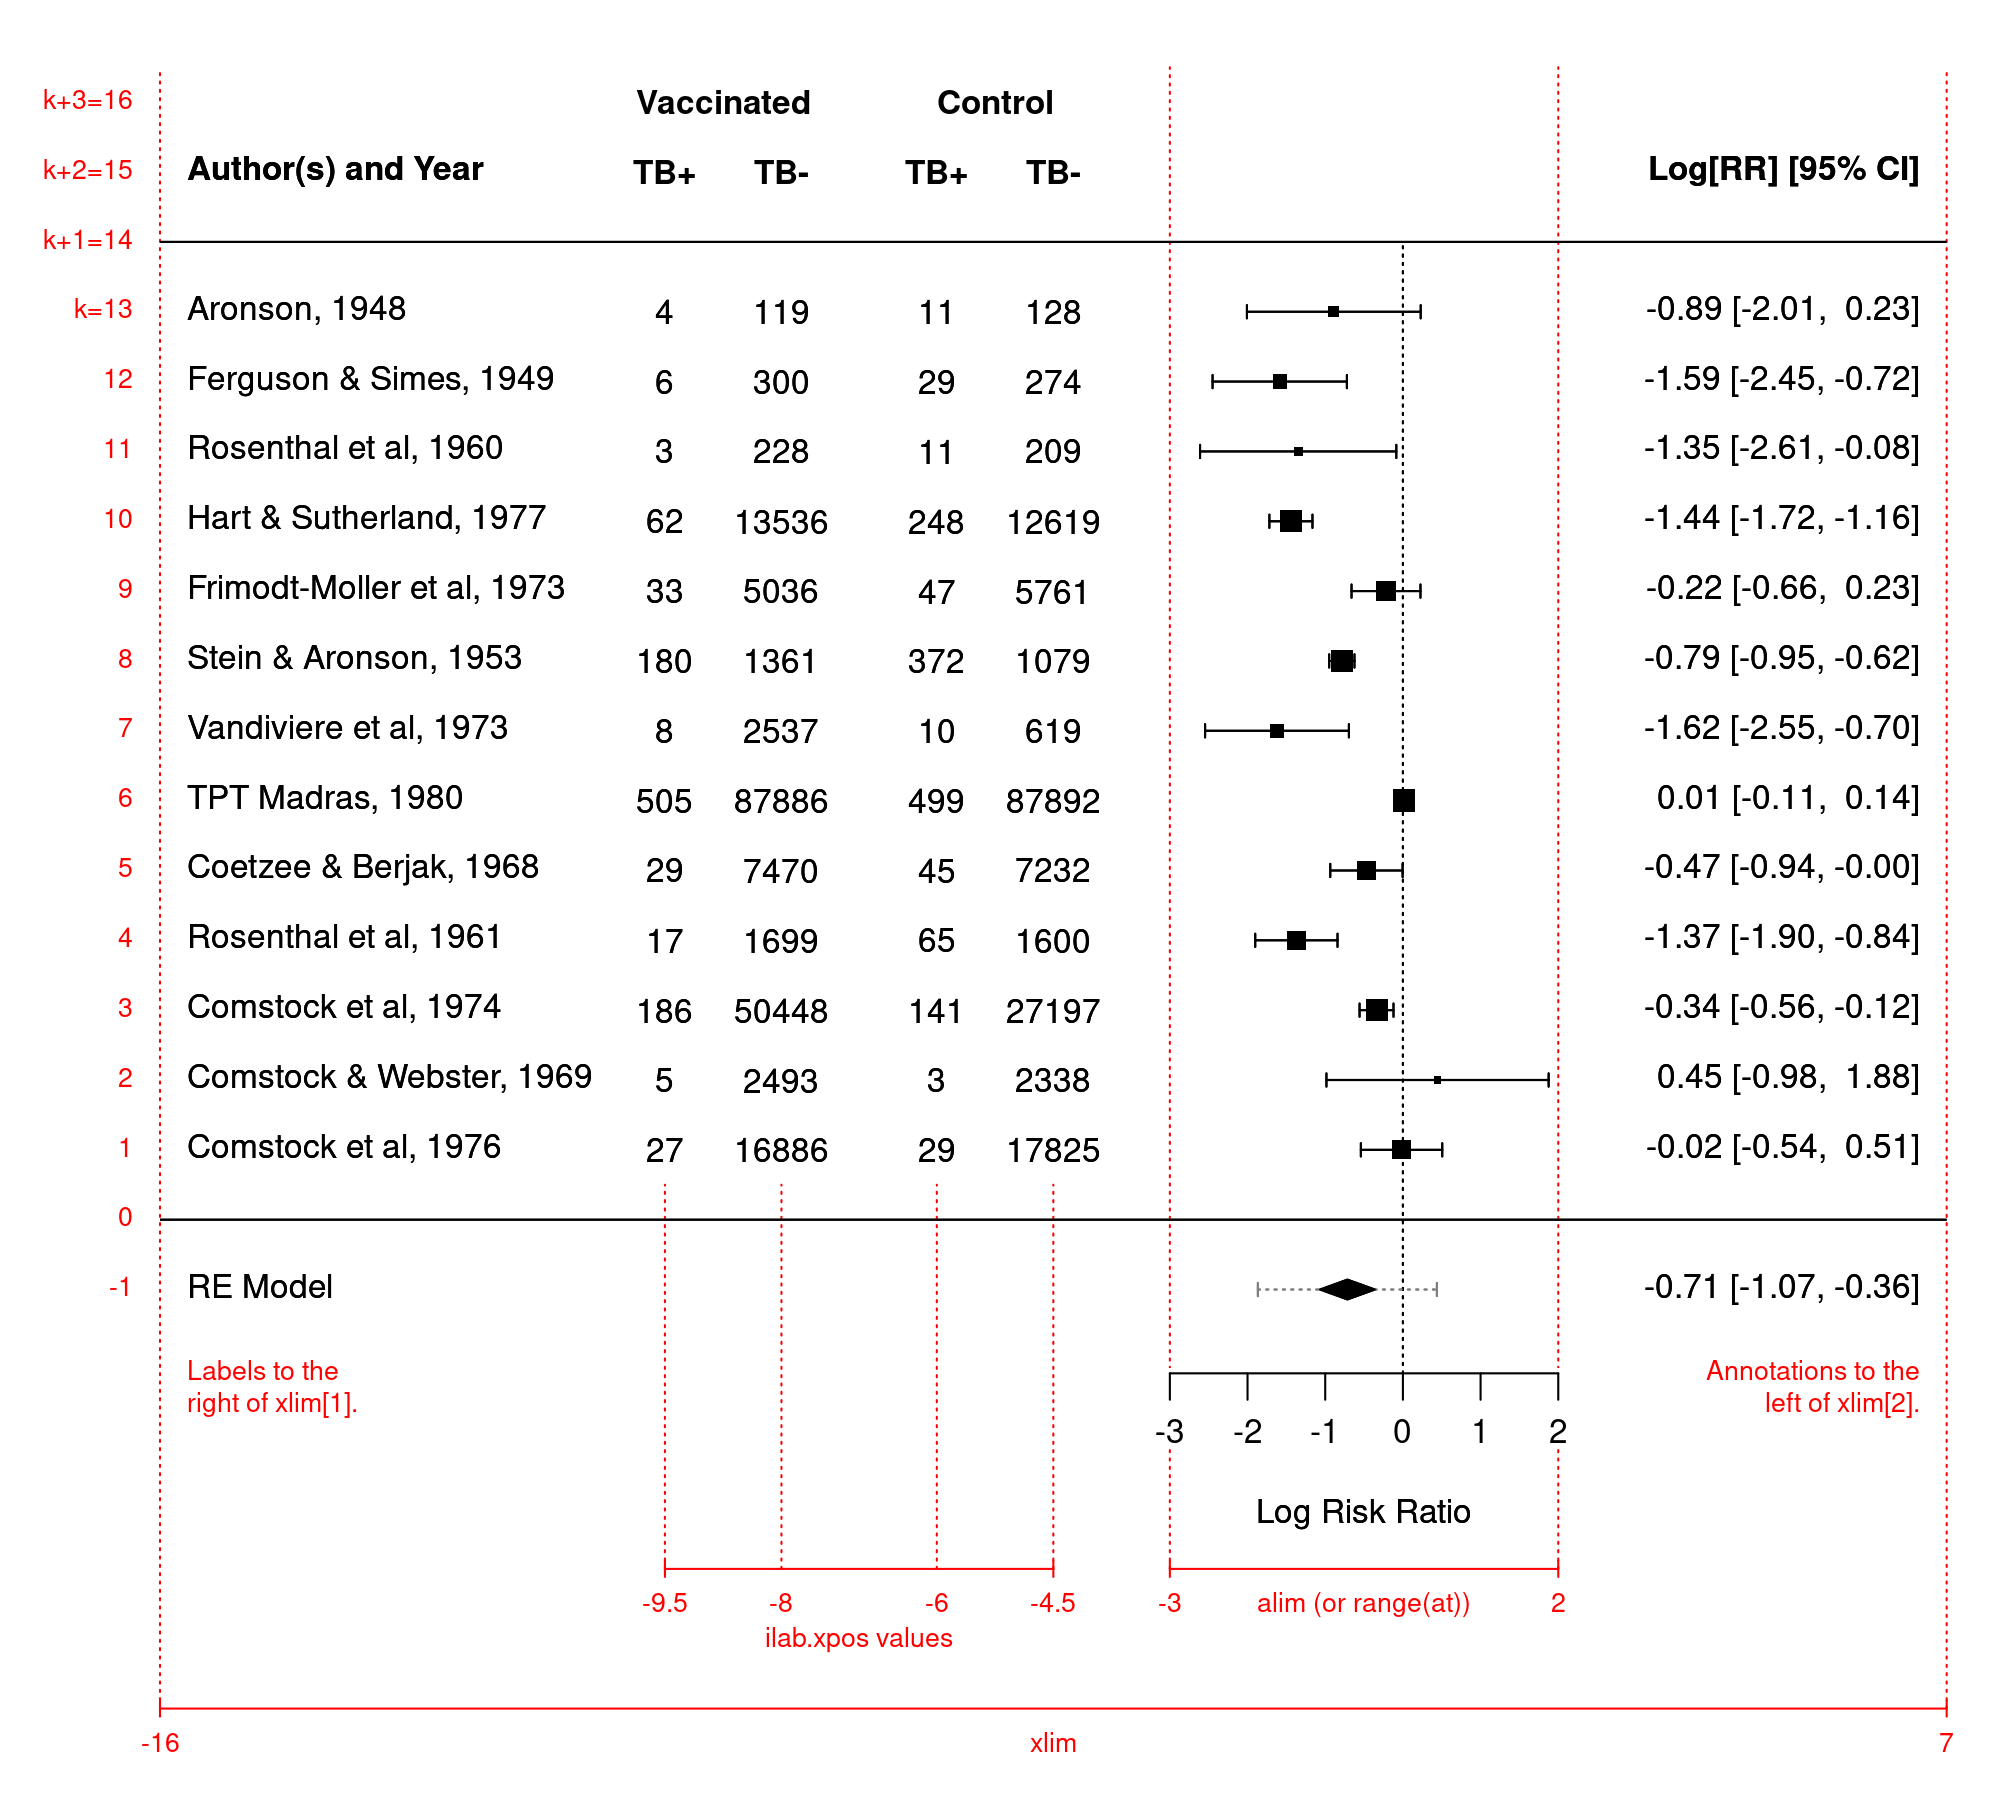 k+3=16 Vaccinated Control
k+2=15 Author(s) and Year TB+ TB- TB+ TB- Log[RR] [95% CI]
k+1=14
k=13 Aronson, 1948 4 119 11 128 -0.89 [-2.01, 0.23]
12 Ferguson & Simes, 1949 6 300 29 274 -1.59 [-2.45, -0.72]
11 Rosenthal et al, 1960 3 228 11 209 -1.35 [-2.61, -0.08]
10 Hart & Sutherland, 1977 62 13536 248 12619 -1.44 [-1.72, -1.16]
9 Frimodt-Moller et al, 1973 33 5036 47 5761 -0.22 [-0.66, 0.23]
8 Stein & Aronson, 1953 180 1361 372 1079 -0.79 [-0.95, -0.62]
7 Vandiviere et al, 1973 8 2537 10 619 -1.62 [-2.55, -0.70]
6 TPT Madras, 1980 505 87886 499 87892 0.01 [-0.11, 0.14]
5 Coetzee & Berjak, 1968 29 7470 45 7232 -0.47 [-0.94, -0.00]
4 Rosenthal et al, 1961 17 1699 65 1600 -1.37 [-1.90, -0.84]
3 Comstock et al, 1974 186 50448 141 27197 -0.34 [-0.56, -0.12]
2 Comstock & Webster, 1969 5 2493 3 2338 0.45 [-0.98, 1.88]
1 Comstock et al, 1976 27 16886 29 17825 -0.02 [-0.54, 0.51]
0
-1 RE Model -0.71 [-1.07, -0.36]
Labels to the
right of xlim[1].
Annotations to the
left of xlim[2].
-3 -2 -1 0 1 2
Log Risk Ratio
-9.5 -8 -6 -4.5
ilab.xpos values
-3 alim (or range(at)) 2
-16 xlim 7